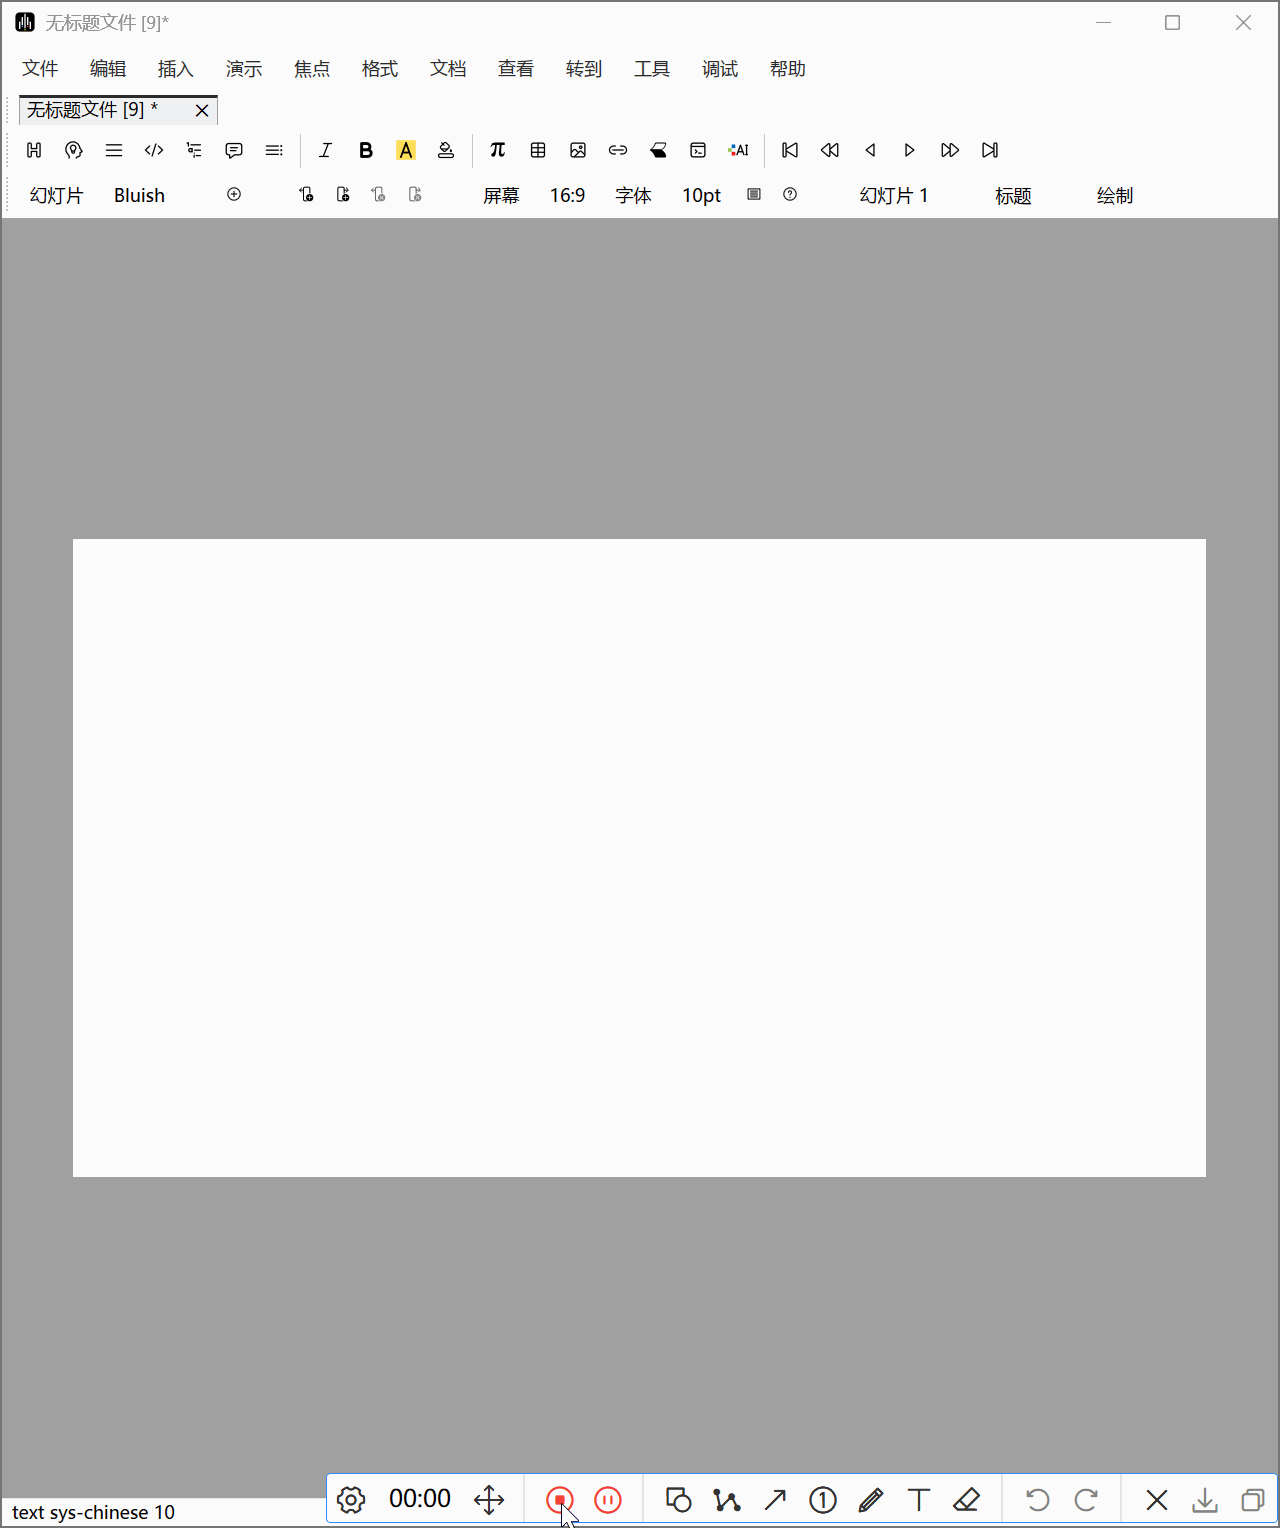 无标题文件 [9]*
文件 编辑 插入 演示 焦点 格式 文档 查看 转到 工具 调试 帮助
无标题文件 [9] *
B A π AI
幻灯片 Bluish 屏幕 16:9 字体 10pt 幻灯片 1 标题 绘制
text sys-chinese 10
00:00
1 T